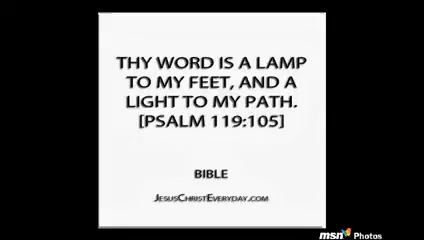 THY WORD IS A LAMP
TO MY FEET, AND A
LIGHT TO MY PATH.
[PSALM 119:105]
BIBLE
JESUSCHRISTEVERYDAY.COM
msn Photos